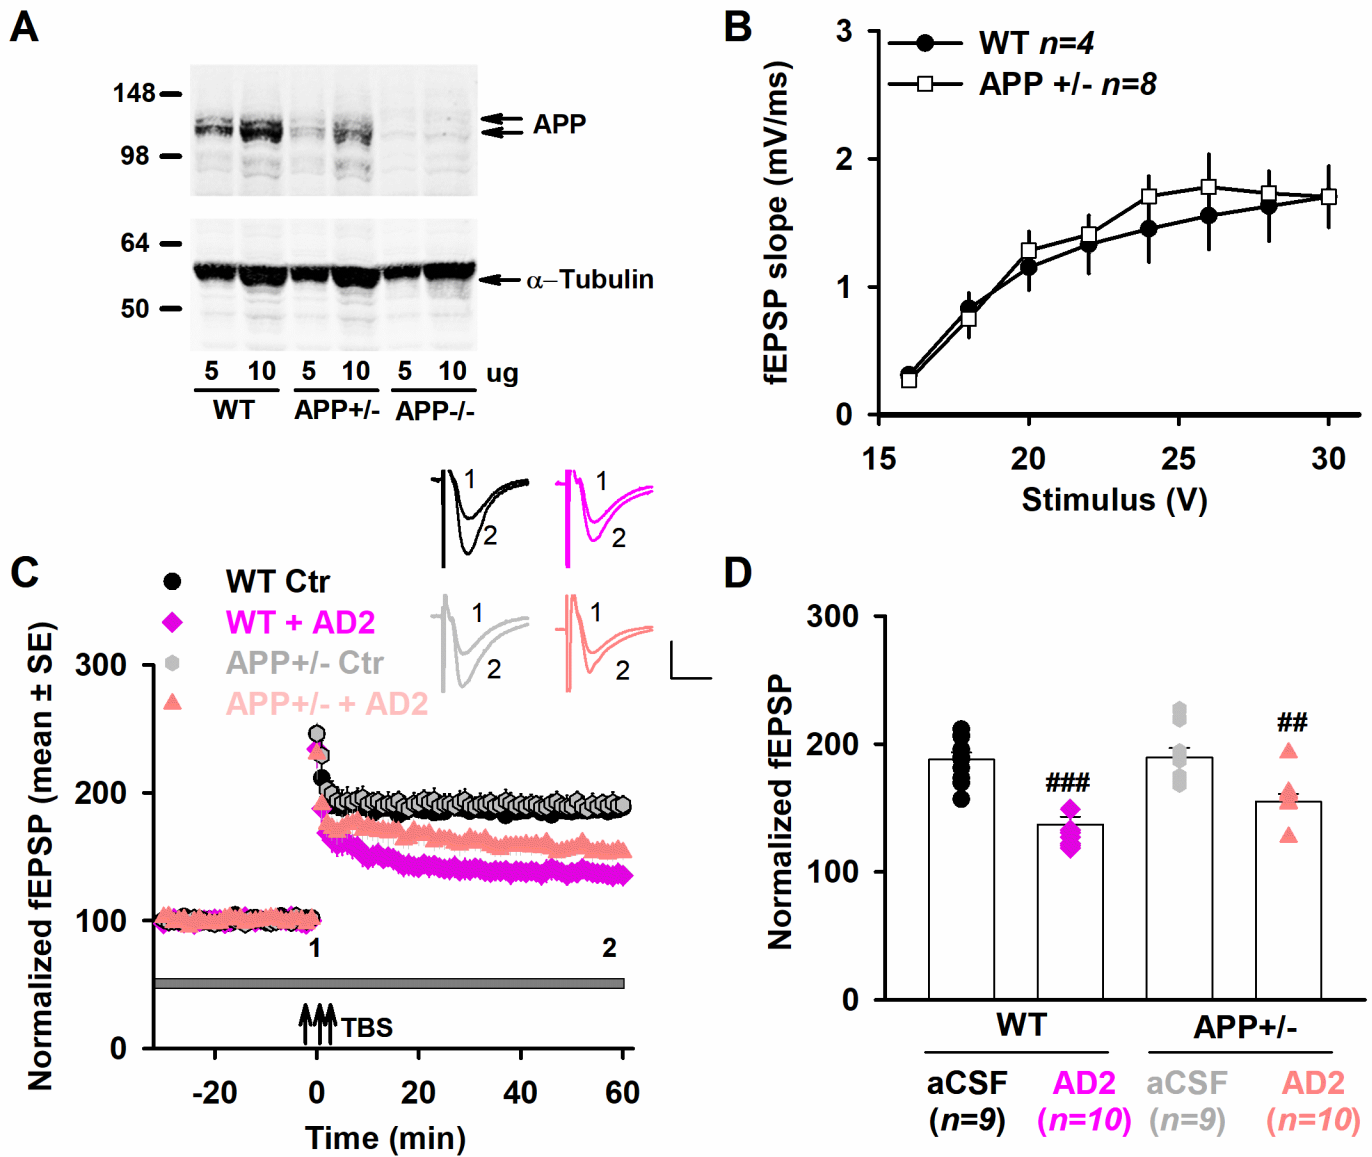 A
148
98
APP
64
50
α–Tubulin
5 10 5 10 5 10 ug
WT APP+/- APP-/-
B
3
2
1
0
fEPSP slope (mV/ms)
WT n=4
APP +/- n=8
15 20 25 30
Stimulus (V)
C
WT Ctr
WT + AD2
APP+/- Ctr
APP+/- + AD2
1
2
1
2
1
2
1
2
300
200
100
0
Normalized fEPSP (mean ± SE)
1 2
TBS
-20 0 20 40 60
Time (min)
D
300
200
100
0
Normalized fEPSP
###
##
WT APP+/-
aCSF AD2 aCSF AD2
(n=9) (n=10) (n=9) (n=10)